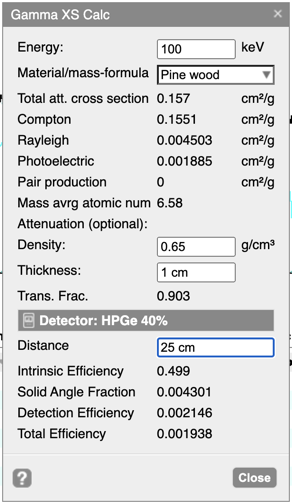 Gamma XS Calc
Energy: 100 keV
Material/mass-formula Pine wood
Total att. cross section 0.157 cm²/g
Compton 0.1551 cm²/g
Rayleigh 0.004503 cm²/g
Photoelectric 0.001885 cm²/g
Pair production 0 cm²/g
Mass avrg atomic num 6.58
Attenuation (optional):
Density: 0.65 g/cm³
Thickness: 1 cm
Trans. Frac. 0.903
Detector: HPGe 40%
Distance 25 cm
Intrinsic Efficiency 0.499
Solid Angle Fraction 0.004301
Detection Efficiency 0.002146
Total Efficiency 0.001938
? Close